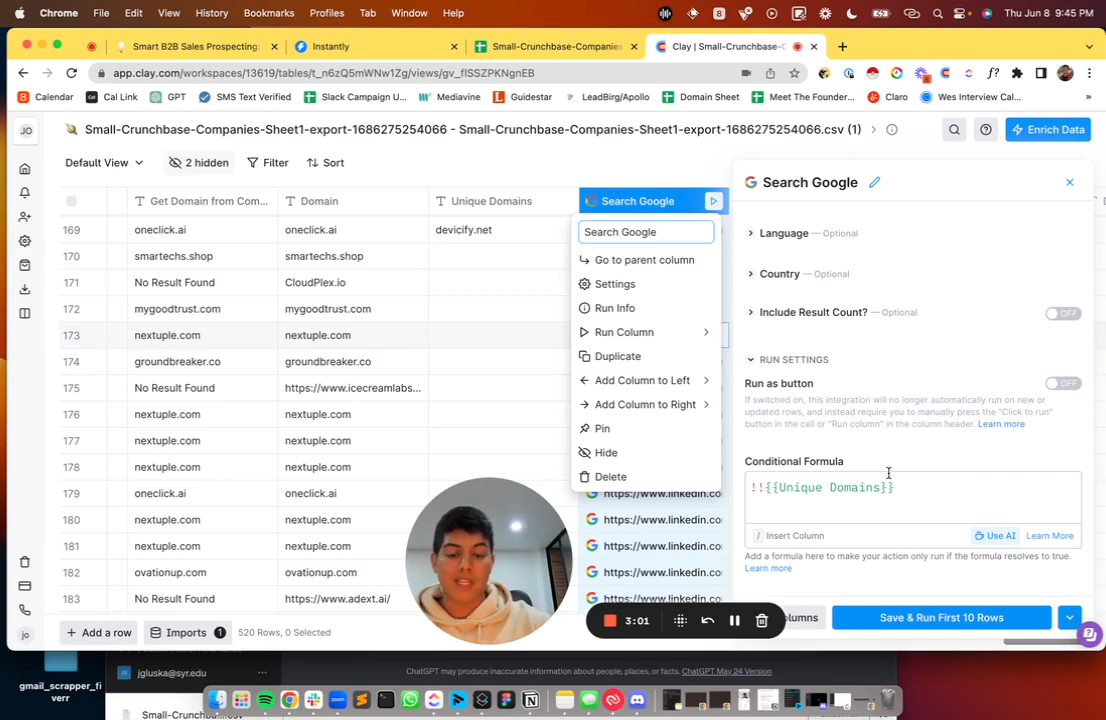 Chrome File Edit View History Bookmarks Profiles Tab Window Help Thu Jun 8 9:45 PM
Smart B2B Sales Prospecting: Instantly Small-Crunchbase-Companies Clay | Small-Crunchbase-C
app.clay.com/workspaces/13619/tables/t_n6zQ5mWNw1Zg/views/gv_fISSZPKNgnEB
Calendar Cal Link GPT SMS Text Verified Slack Campaign U... Mediavine Guidestar LeadBirg/Apollo Domain Sheet Meet The Founder... Claro Wes Interview Cal... »
JO Small-Crunchbase-Companies-Sheet1-export-1686275254066 - Small-Crunchbase-Companies-Sheet1-export-1686275254066.csv (1) Enrich Data
Default View 2 hidden Filter Sort
Search Google
Get Domain from Com... Domain Unique Domains Search Google
169 oneclick.ai oneclick.ai devicify.net
Search Google
Language — Optional
170 smartechs.shop smartechs.shop
Go to parent column
Country — Optional
171 No Result Found CloudPlex.io
Settings
172 mygoodtrust.com mygoodtrust.com
Run Info
Include Result Count? — Optional OFF
173 nextuple.com nextuple.com
Run Column
RUN SETTINGS
174 groundbreaker.co groundbreaker.co
Duplicate
175 No Result Found https://www.icecreamlabs...
Add Column to Left
Run as button OFF
If switched on, this integration will no longer automatically run on new or
updated rows, and instead require you to manually press the "Click to run"
button in the cell or "Run column" in the column header. Learn more
176 nextuple.com nextuple.com
Add Column to Right
177 nextuple.com nextuple.com
Pin
178 nextuple.com nextuple.com
Hide
Conditional Formula
179 oneclick.ai oneclick.ai https://www.linkedin.co
Delete
!!{{Unique Domains}}
180 nextuple.com nextuple.com https://www.linkedin.co
/ Insert Column Use AI Learn More
181 nextuple.com nextuple.com https://www.linkedin.co
Add a formula here to make your action only run if the formula resolves to true.
Learn more
182 ovationup.com ovationup.com https://www.linkedin.co
183 No Result Found https://www.adext.ai/ https://www.linkedin.co
3:01
olumns Save & Run First 10 Rows
jo Add a row Imports 1 520 Rows, 0 Selected
gmail_scrapper_fi
verr
jgluska@syr.edu ...
ChatGPT may produce inaccurate information about people, places, or facts. ChatGPT May 24 Version